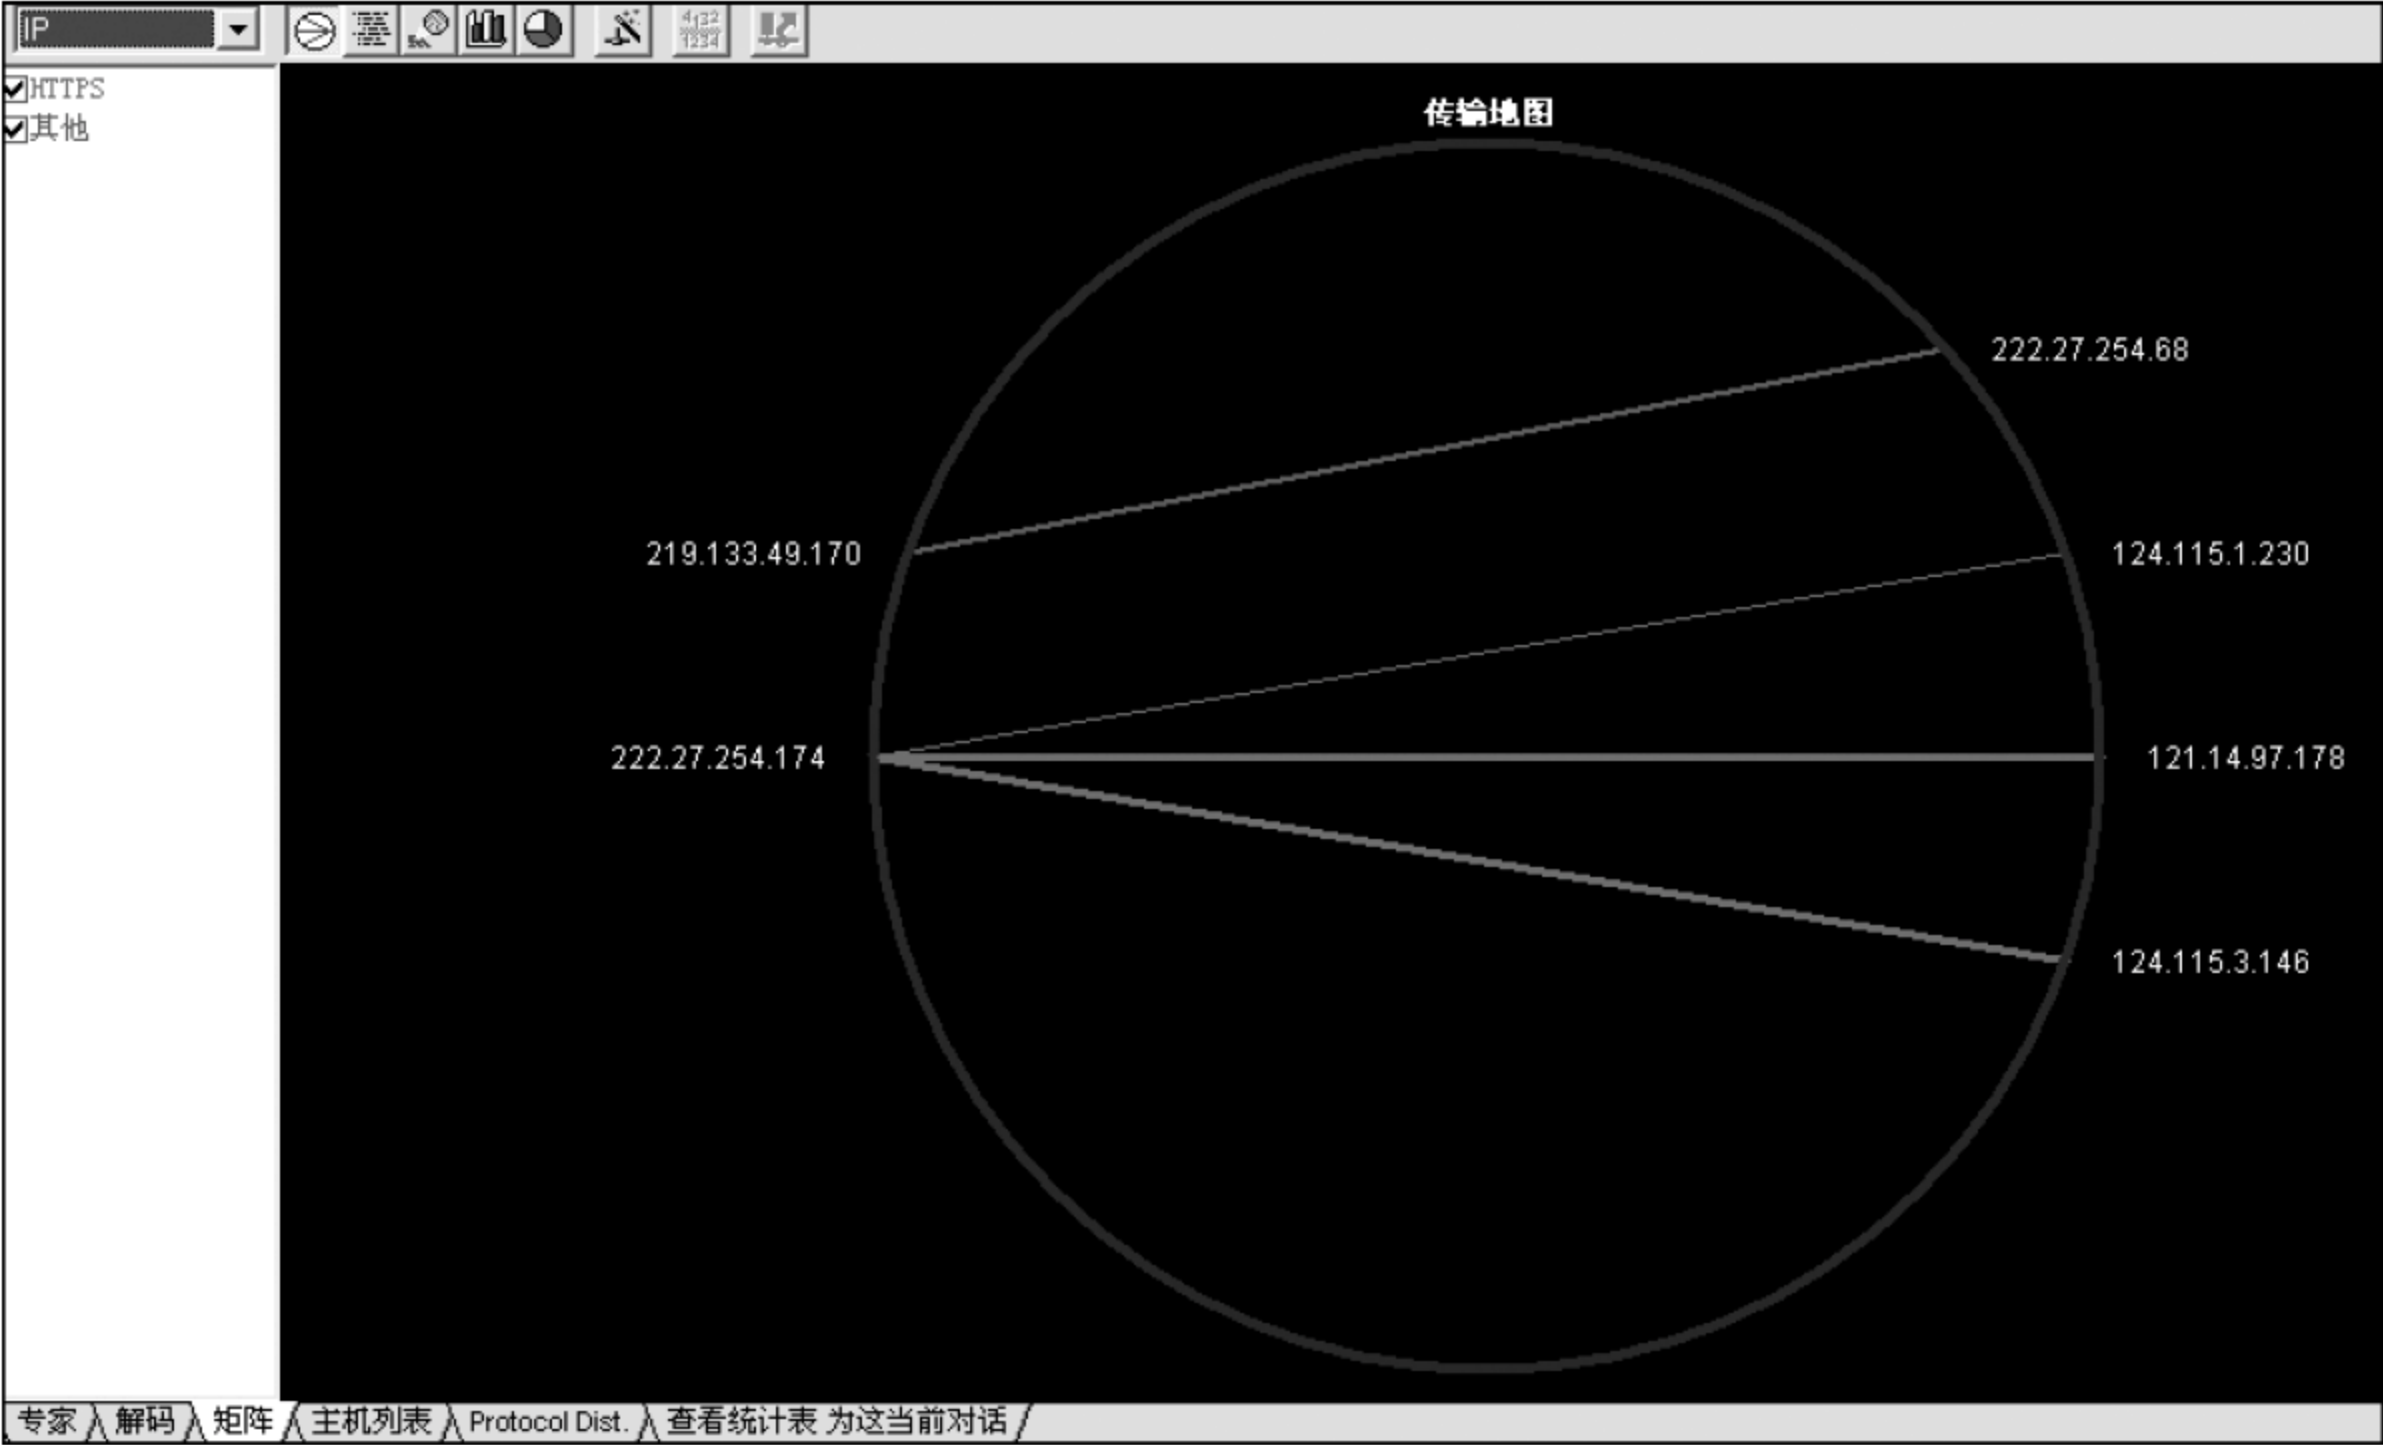 IP
4132
1234
HTTPS
其他
传输地图
222.27.254.68
219.133.49.170
124.115.1.230
222.27.254.174
121.14.97.178
124.115.3.146
专家 解码 矩阵 主机列表 Protocol Dist. 查看统计表 为这当前对话